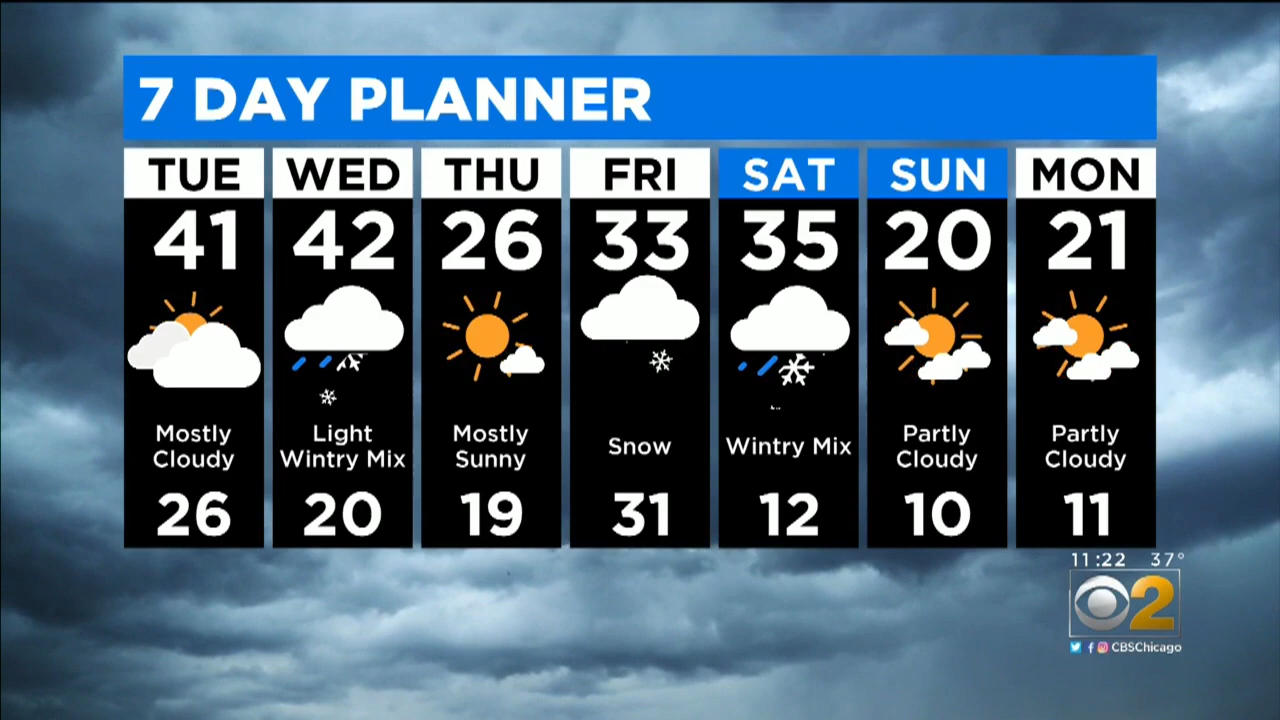 7 DAY PLANNER
TUE WED THU FRI SAT SUN MON
41 42 26 33 35 20 21
Mostly Cloudy
Light Wintry Mix
Mostly Sunny
Snow
Wintry Mix
Partly Cloudy
Partly Cloudy
26 20 19 31 12 10 11
11:22 37°
2
CBSChicago